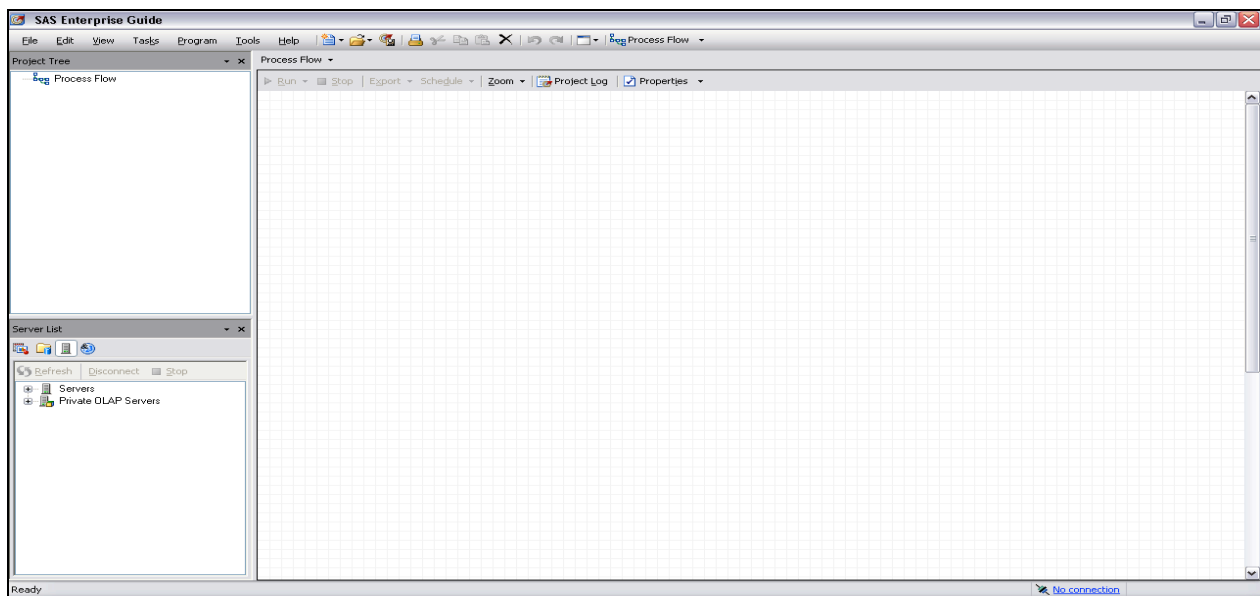 SAS Enterprise Guide
File Edit View Tasks Program Tools Help Process Flow
Project Tree
Process Flow
Process Flow
Run Stop Export Schedule Zoom Project Log Properties
Server List
Refresh Disconnect Stop
Servers
Private OLAP Servers
Ready No connection